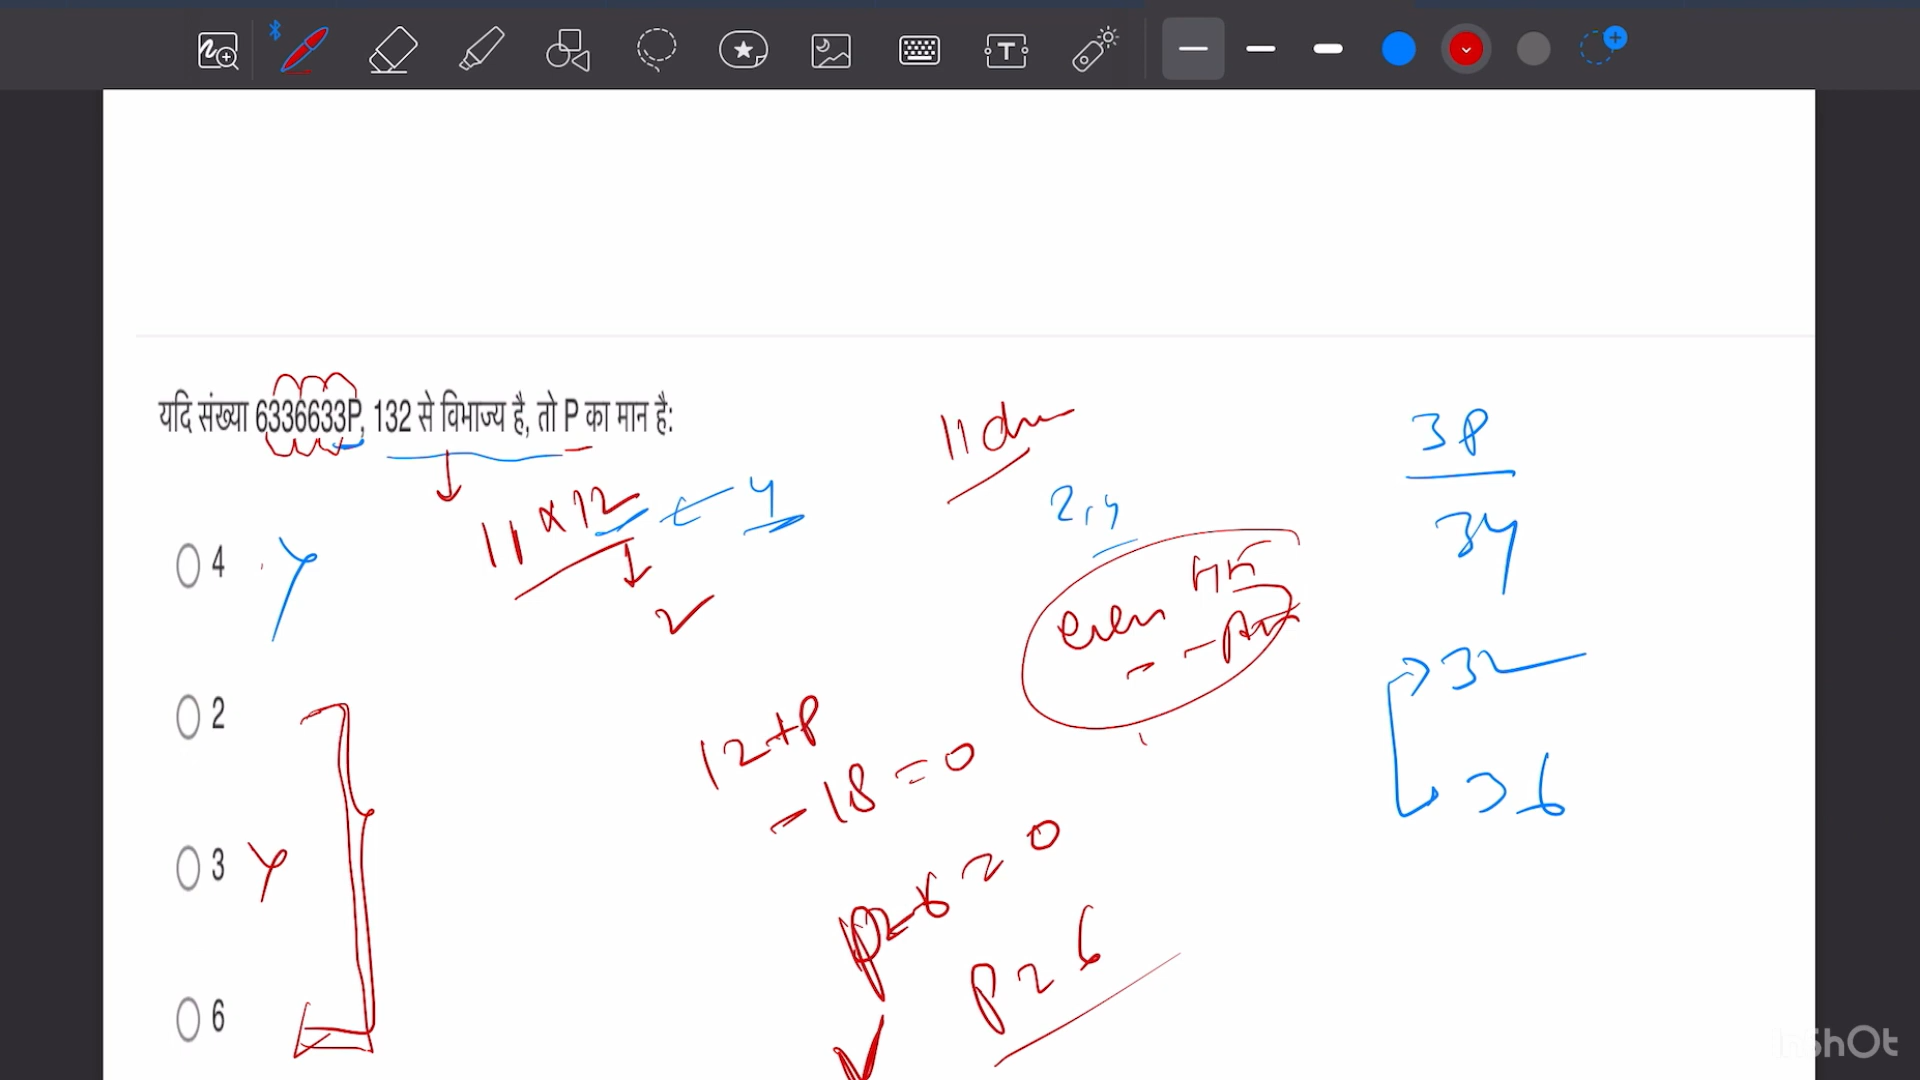 यदि संख्या 6336633P, 132 से विभाज्य है, तो P का मान है:
11 × 12 ← 4
2
4
2
3
6
11
2, 4
even
12+P
-18 = 0
P-6 = 0
P = 6
3P
34
32
36